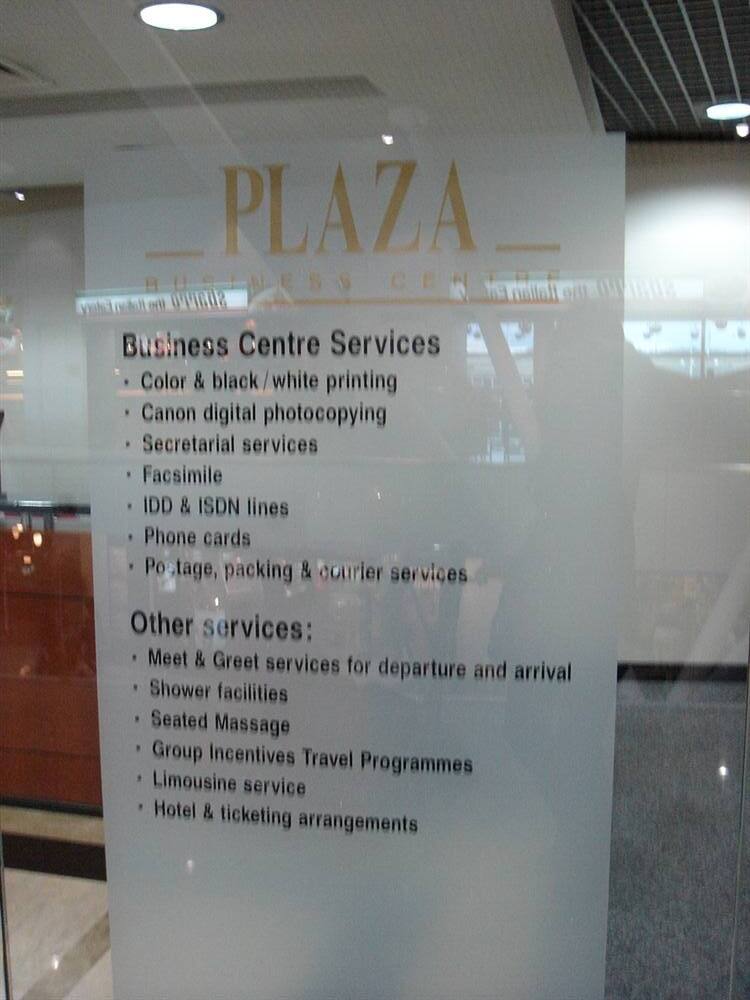 PLAZA
BUSINESS CENTRE
Business Centre Services
· Color & black/white printing
· Canon digital photocopying
· Secretarial services
· Facsimile
· IDD & ISDN lines
· Phone cards
· Postage, packing & courier services
Other services:
· Meet & Greet services for departure and arrival
· Shower facilities
· Seated Massage
· Group Incentives Travel Programmes
· Limousine service
· Hotel & ticketing arrangements